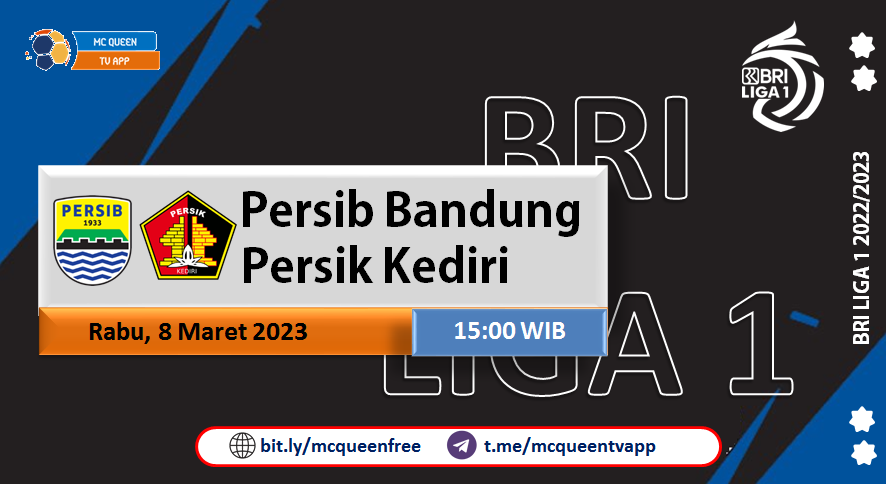 MC QUEEN
TV APP
BRI
LIGA 1
BRI
LIGA 1
BRI LIGA 1 2022/2023
PERSIB
1933
PERSIK
KEDIRI
Persib Bandung
Persik Kediri
Rabu, 8 Maret 2023
15:00 WIB
bit.ly/mcqueenfree
t.me/mcqueentvapp